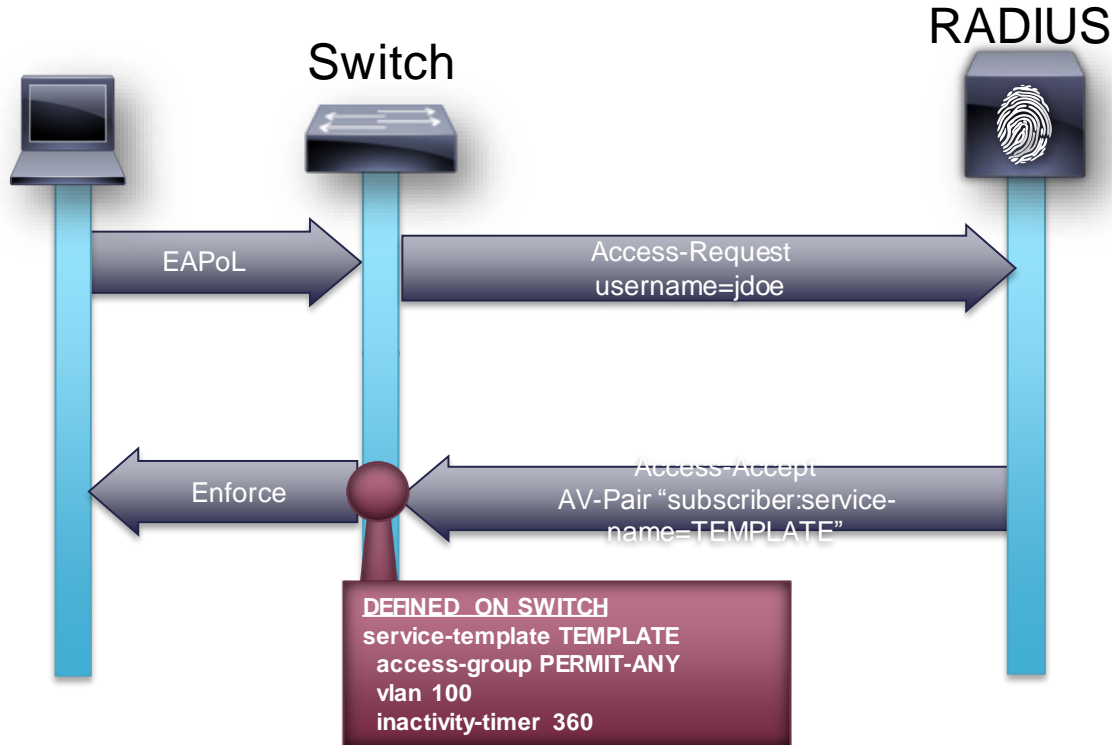 RADIUS
Switch
EAPoL
Access-Request
username=jdoe
Enforce
Access-Accept
AV-Pair “subscriber:service-
name=TEMPLATE”
DEFINED ON SWITCH
service-template TEMPLATE
access-group PERMIT-ANY
vlan 100
inactivity-timer 360